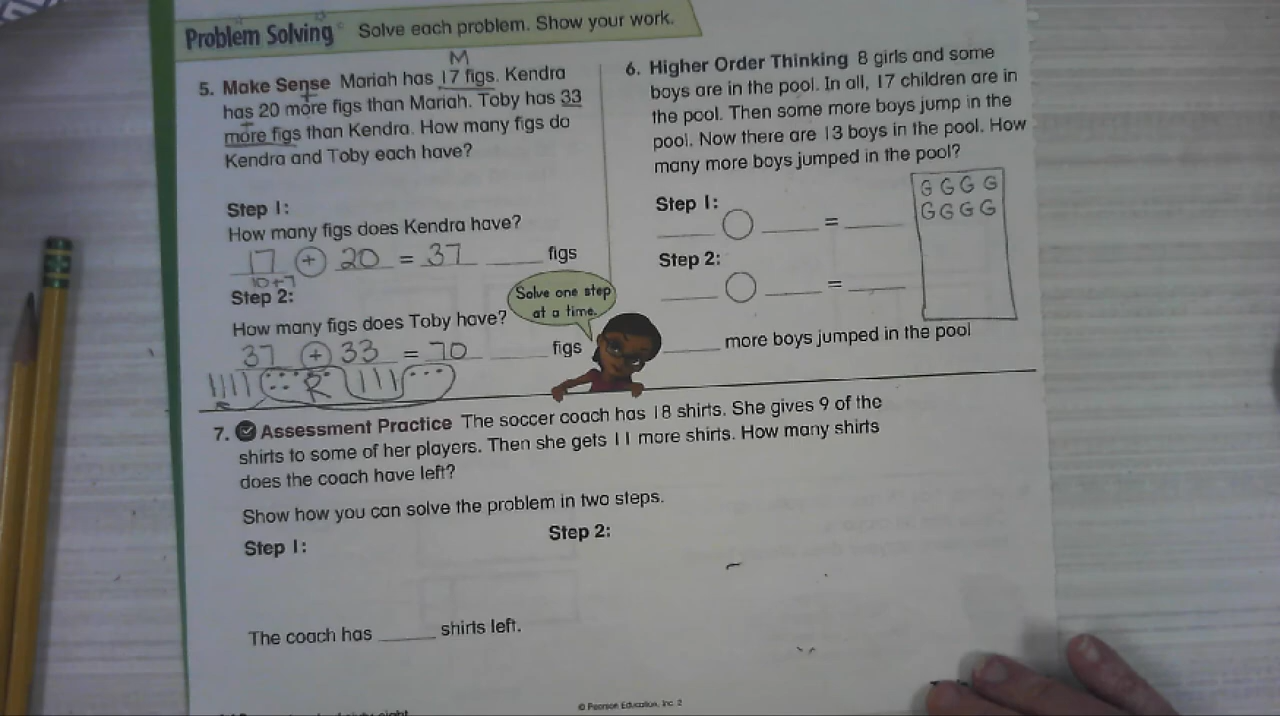 Problem Solving Solve each problem. Show your work.
M
5. Make Sense Mariah has 17 figs. Kendra
has 20 more figs than Mariah. Toby has 33
more figs than Kendra. How many figs do
Kendra and Toby each have?
Step 1:
How many figs does Kendra have?
17 + 20 = 37 figs
10+7
Step 2:
How many figs does Toby have?
37 + 33 = 70 figs
R
Solve one step
at a time.
6. Higher Order Thinking 8 girls and some
boys are in the pool. In all, 17 children are in
the pool. Then some more boys jump in the
pool. Now there are 13 boys in the pool. How
many more boys jumped in the pool?
G G G G
G G G G
Step 1:
=
Step 2:
=
more boys jumped in the pool
7. Assessment Practice The soccer coach has 18 shirts. She gives 9 of the
shirts to some of her players. Then she gets 11 more shirts. How many shirts
does the coach have left?
Show how you can solve the problem in two steps.
Step 1: Step 2:
The coach has ____ shirts left.
© Pearson Education, Inc. 2